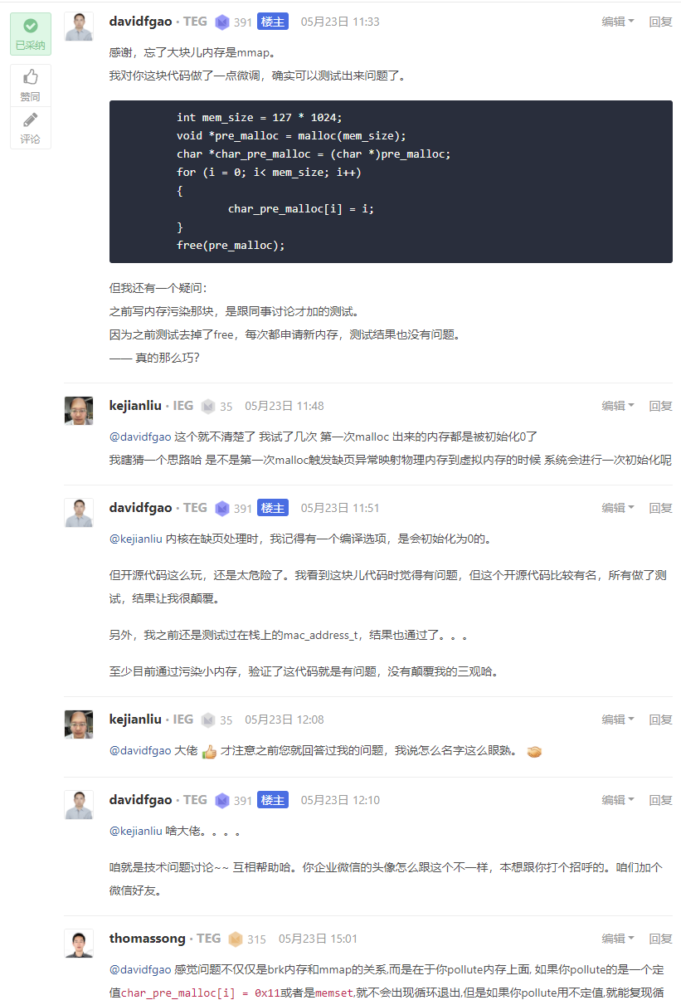 已采纳
赞同
评论
davidfgao · TEG 391 楼主 05月23日 11:33 编辑 回复
感谢，忘了大块儿内存是mmap。
我对你这块代码做了一点微调，确实可以测试出来问题了。
int mem_size = 127 * 1024;
void *pre_malloc = malloc(mem_size);
char *char_pre_malloc = (char *)pre_malloc;
for (i = 0; i< mem_size; i++)
{
char_pre_malloc[i] = i;
}
free(pre_malloc);
但我还有一个疑问：
之前写内存污染那块，是跟同事讨论才加的测试。
因为之前测试去掉了free，每次都申请新内存，测试结果也没有问题。
—— 真的那么巧？
kejianliu · IEG 35 05月23日 11:48 编辑 回复
@davidfgao 这个就不清楚了 我试了几次 第一次malloc 出来的内存都是被初始化0了
我瞎猜一个思路哈 是不是第一次malloc触发缺页异常映射物理内存到虚拟内存的时候 系统会进行一次初始化呢
davidfgao · TEG 391 楼主 05月23日 11:51 编辑 回复
@kejianliu 内核在缺页处理时，我记得有一个编译选项，是会初始化为0的。
但开源代码这么玩，还是太危险了。我看到这块儿代码时觉得有问题，但这个开源代码比较有名，所有做了测
试，结果让我很颠覆。
另外，我之前还是测试过在栈上的mac_address_t，结果也通过了。。。
至少目前通过污染小内存，验证了这代码就是有问题，没有颠覆我的三观哈。
kejianliu · IEG 35 05月23日 12:08 编辑 回复
@davidfgao 大佬 👍 才注意之前您就回答过我的问题，我说怎么名字这么眼熟。 🤝
davidfgao · TEG 391 楼主 05月23日 12:10 编辑 回复
@kejianliu 啥大佬。。。。
咱就是技术问题讨论~~ 互相帮助哈。你企业微信的头像怎么跟这个不一样，本想跟你打个招呼的。咱们加个
微信好友。
thomassong · TEG 315 05月23日 15:01 编辑 回复
@davidfgao 感觉问题不仅仅是brk内存和mmap的关系,而是在于你pollute内存上面, 如果你pollute的是一个定
值char_pre_malloc[i] = 0x11或者是memset,就不会出现循环退出,但是如果你pollute用不定值,就能复现循